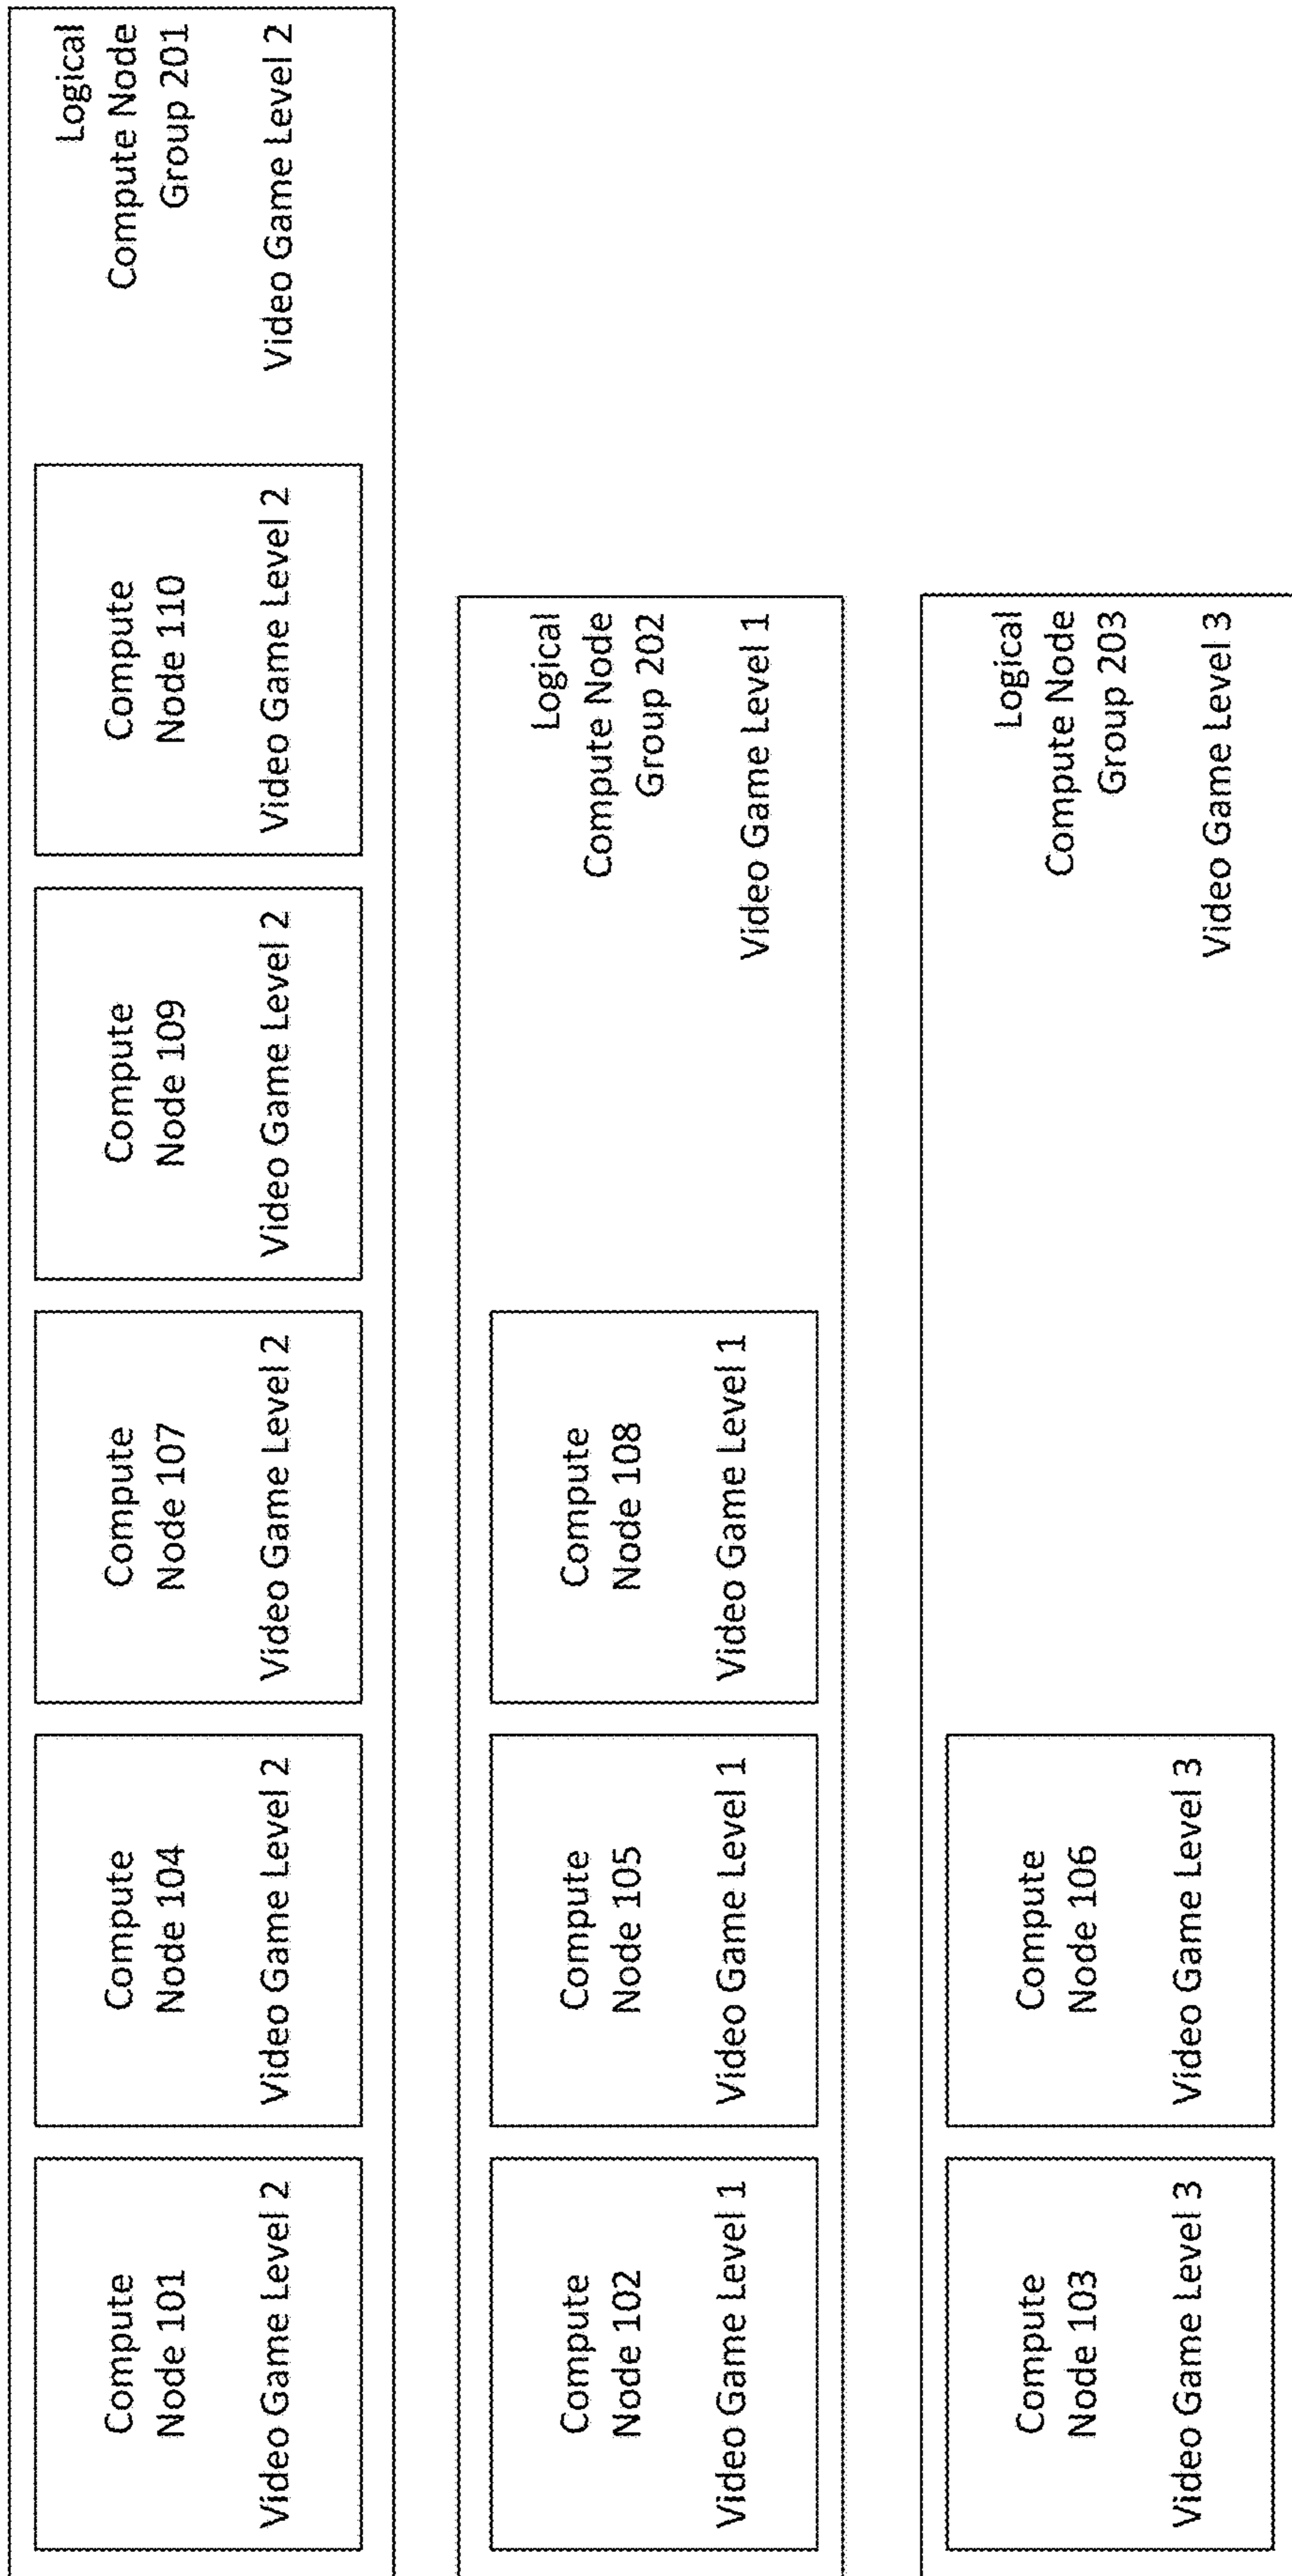 Compute
Node 101
Video Game Level 2
Compute
Node 104
Video Game Level 2
Compute
Node 107
Video Game Level 2
Compute
Node 109
Video Game Level 2
Compute
Node 110
Video Game Level 2
Logical
Compute Node
Group 201
Video Game Level 2
Compute
Node 102
Video Game Level 1
Compute
Node 105
Video Game Level 1
Compute
Node 108
Video Game Level 1
Logical
Compute Node
Group 202
Video Game Level 1
Compute
Node 103
Video Game Level 3
Compute
Node 106
Video Game Level 3
Logical
Compute Node
Group 203
Video Game Level 3